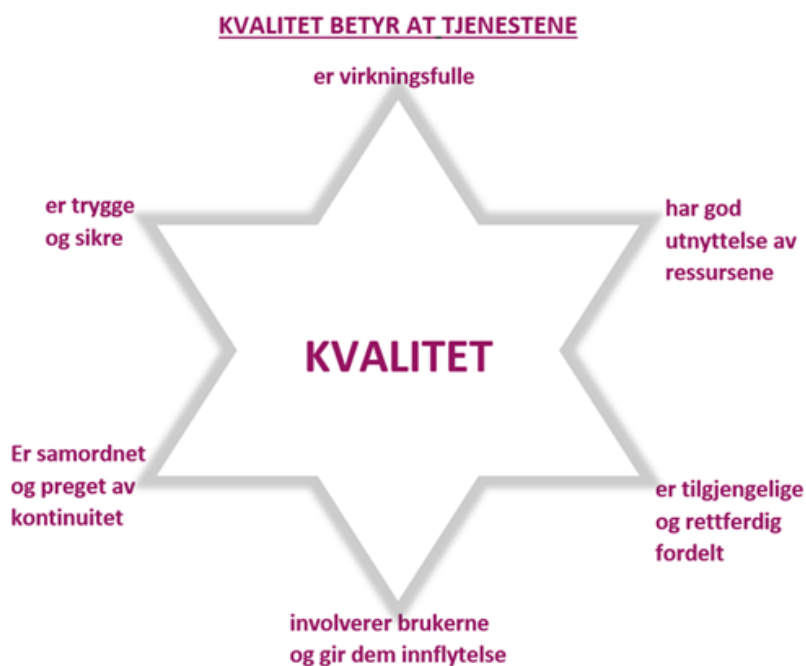 KVALITET BETYR AT TJENESTENE
er virkningsfulle
er trygge
og sikre
har god
utnyttelse av
ressursene
KVALITET
Er samordnet
og preget av
kontinuitet
er tilgjengelige
og rettferdig
fordelt
involverer brukerne
og gir dem innflytelse